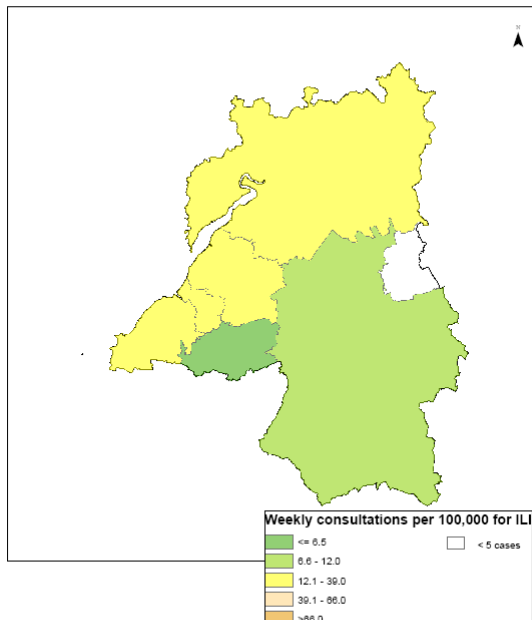 Weekly consultations per 100,000 for ILI
<= 6.5
< 5 cases
6.6 - 12.0
12.1 - 39.0
39.1 - 66.0
>66.0